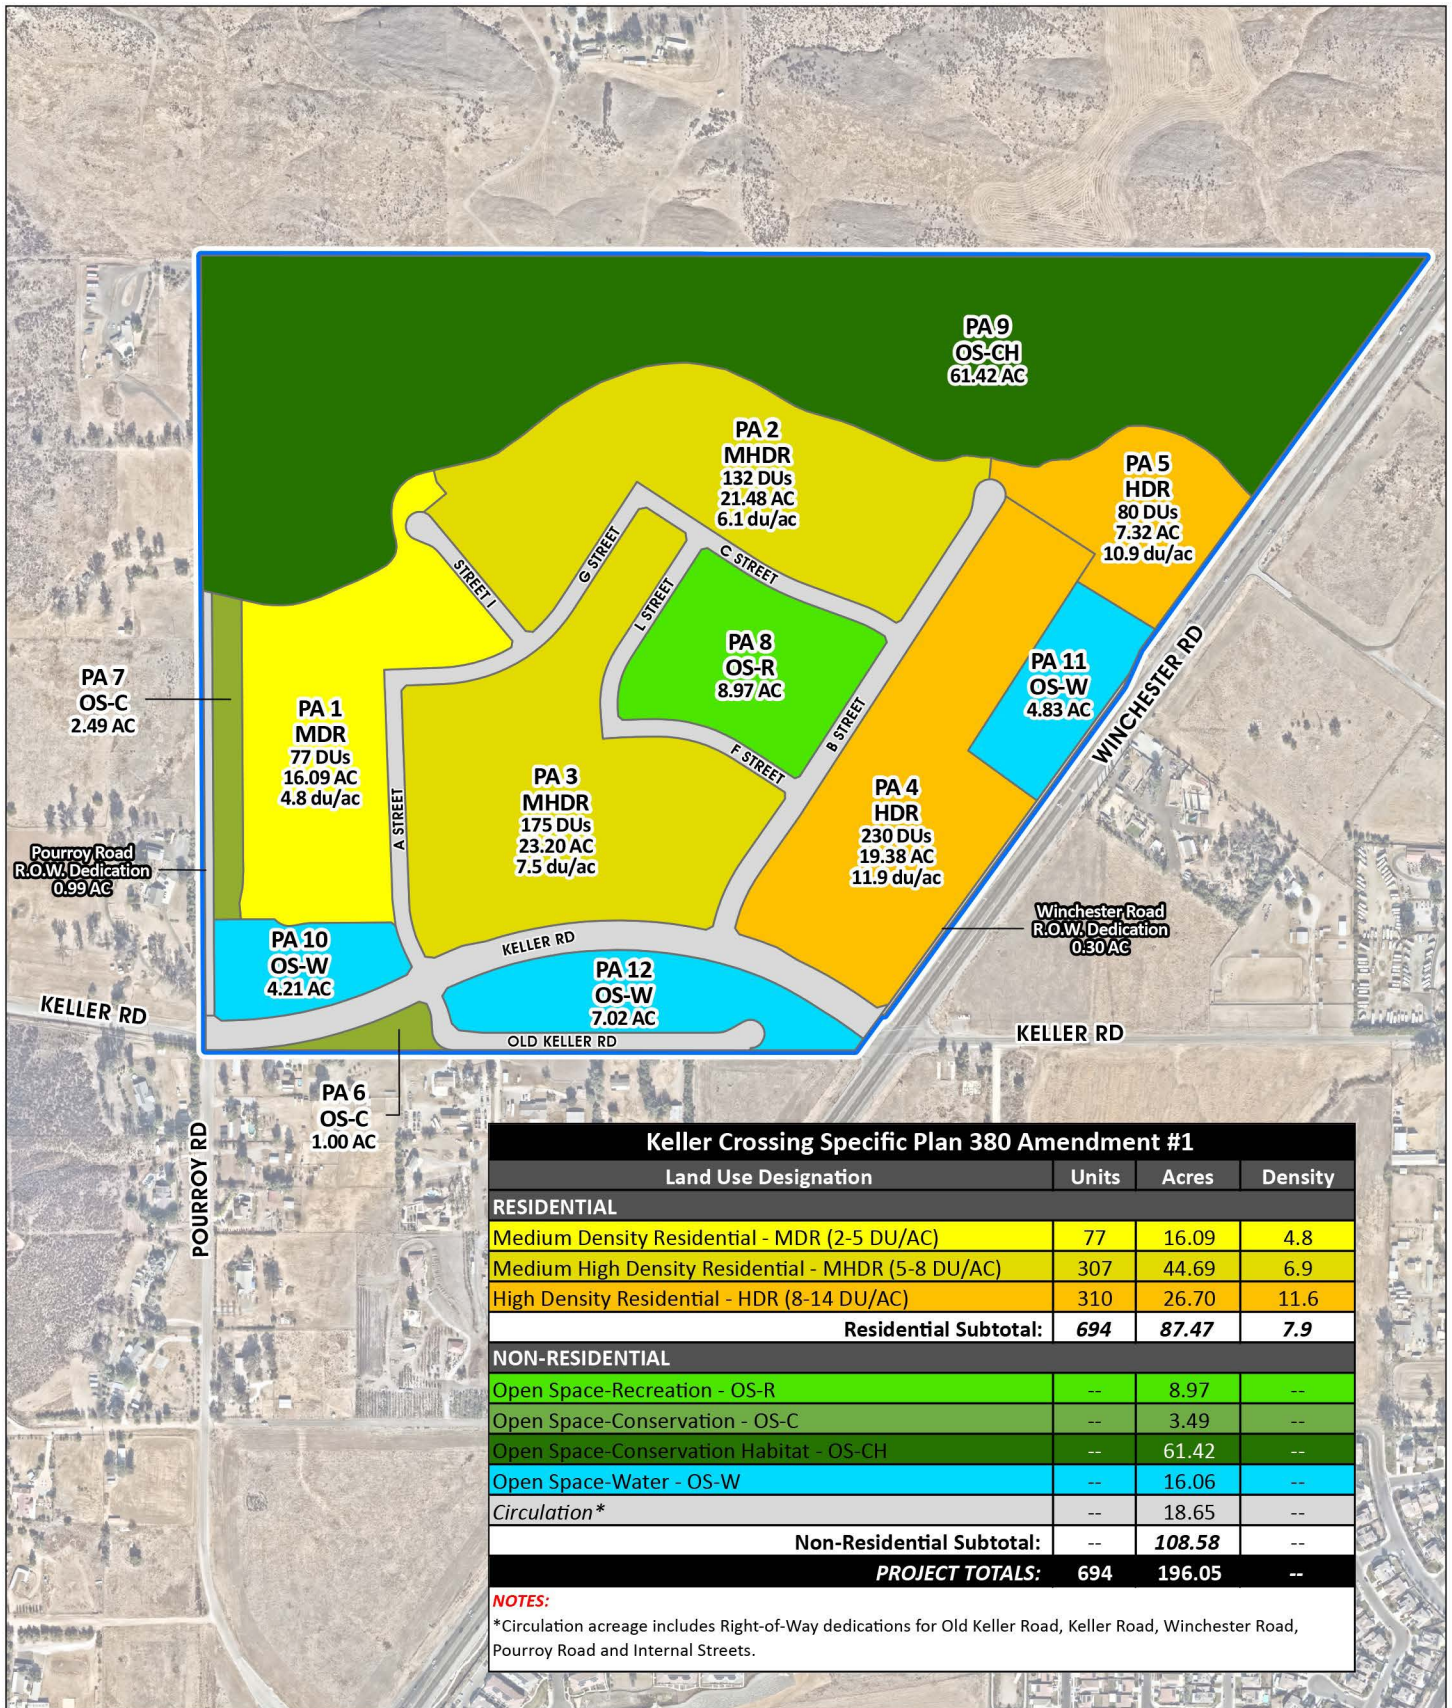 PA 9
OS-CH
61.42 AC
PA 2
MHDR
132 DUs
21.48 AC
6.1 du/ac
PA 5
HDR
80 DUs
7.32 AC
10.9 du/ac
STREET I
G STREET
C STREET
L STREET
PA 8
OS-R
8.97 AC
PA 11
OS-W
4.83 AC
WINCHESTER RD
PA 7
OS-C
2.49 AC
PA 1
MDR
77 DUs
16.09 AC
4.8 du/ac
B STREET
F STREET
A STREET
PA 3
MHDR
175 DUs
23.20 AC
7.5 du/ac
PA 4
HDR
230 DUs
19.38 AC
11.9 du/ac
Pourroy Road
R.O.W. Dedication
0.99 AC
Winchester Road
R.O.W. Dedication
0.30 AC
PA 10
OS-W
4.21 AC
KELLER RD
PA 12
OS-W
7.02 AC
KELLER RD
OLD KELLER RD
KELLER RD
PA 6
OS-C
1.00 AC
POURROY RD
Keller Crossing Specific Plan 380 Amendment #1
Land Use Designation Units Acres Density
RESIDENTIAL
Medium Density Residential - MDR (2-5 DU/AC) 77 16.09 4.8
Medium High Density Residential - MHDR (5-8 DU/AC) 307 44.69 6.9
High Density Residential - HDR (8-14 DU/AC) 310 26.70 11.6
Residential Subtotal: 694 87.47 7.9
NON-RESIDENTIAL
Open Space-Recreation - OS-R -- 8.97 --
Open Space-Conservation - OS-C -- 3.49 --
Open Space-Conservation Habitat - OS-CH -- 61.42 --
Open Space-Water - OS-W -- 16.06 --
Circulation* -- 18.65 --
Non-Residential Subtotal: -- 108.58 --
PROJECT TOTALS: 694 196.05 --
NOTES:
*Circulation acreage includes Right-of-Way dedications for Old Keller Road, Keller Road, Winchester Road,
Pourroy Road and Internal Streets.